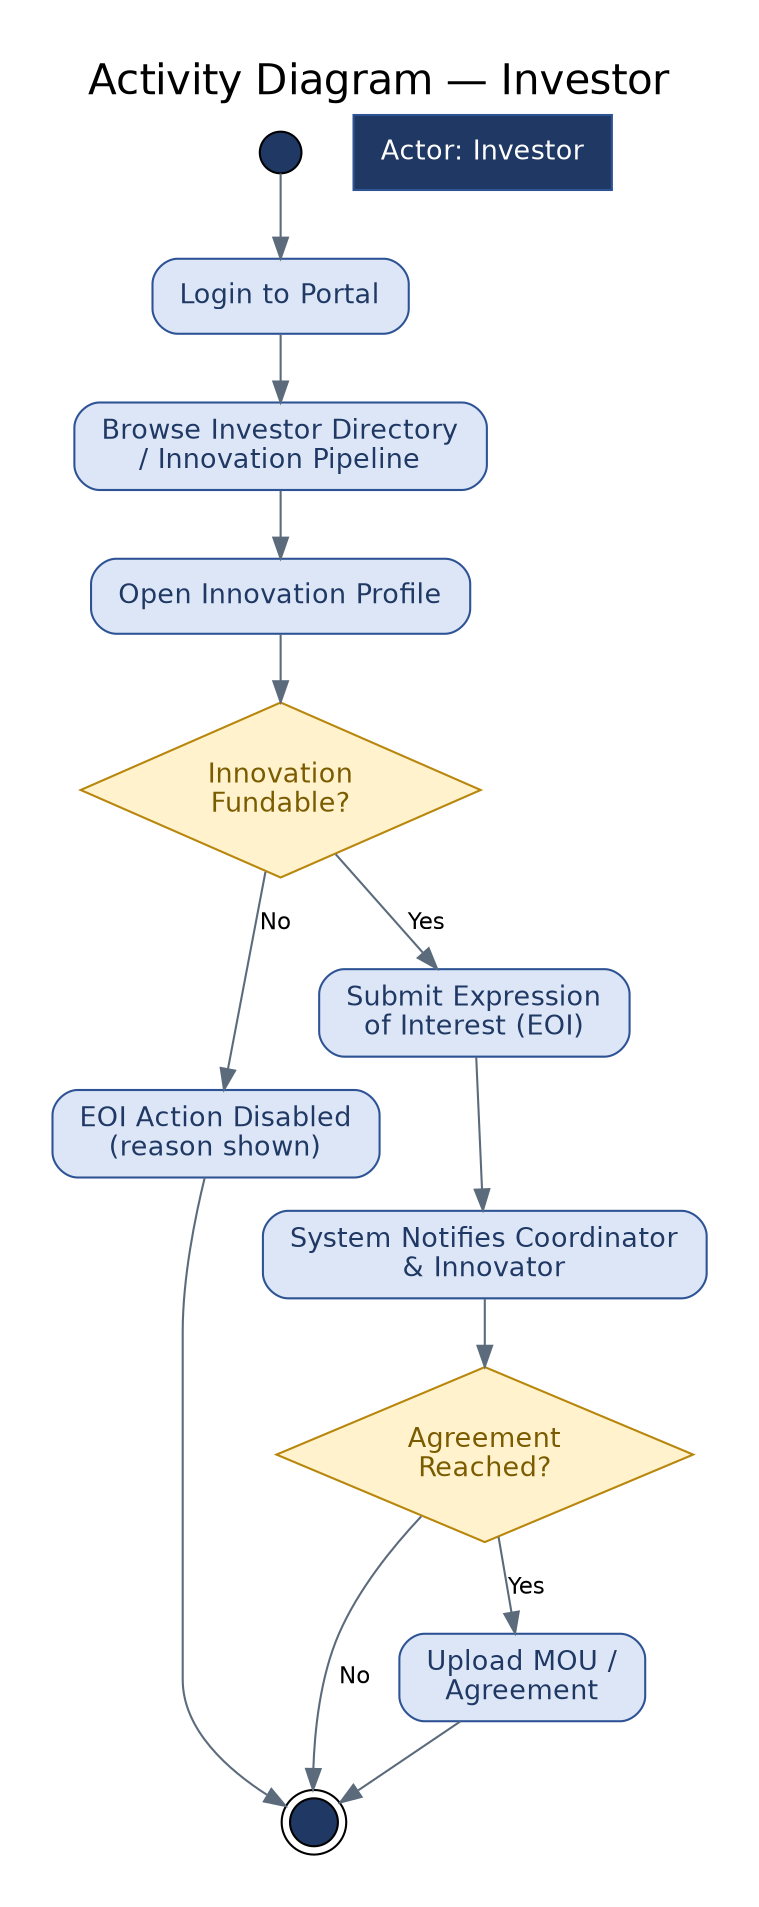 Activity Diagram — Investor
Actor: Investor
Login to Portal
Browse Investor Directory
/ Innovation Pipeline
Open Innovation Profile
Innovation
Fundable?
No
Yes
Submit Expression
of Interest (EOI)
EOI Action Disabled
(reason shown)
System Notifies Coordinator
& Innovator
Agreement
Reached?
Yes
No
Upload MOU /
Agreement